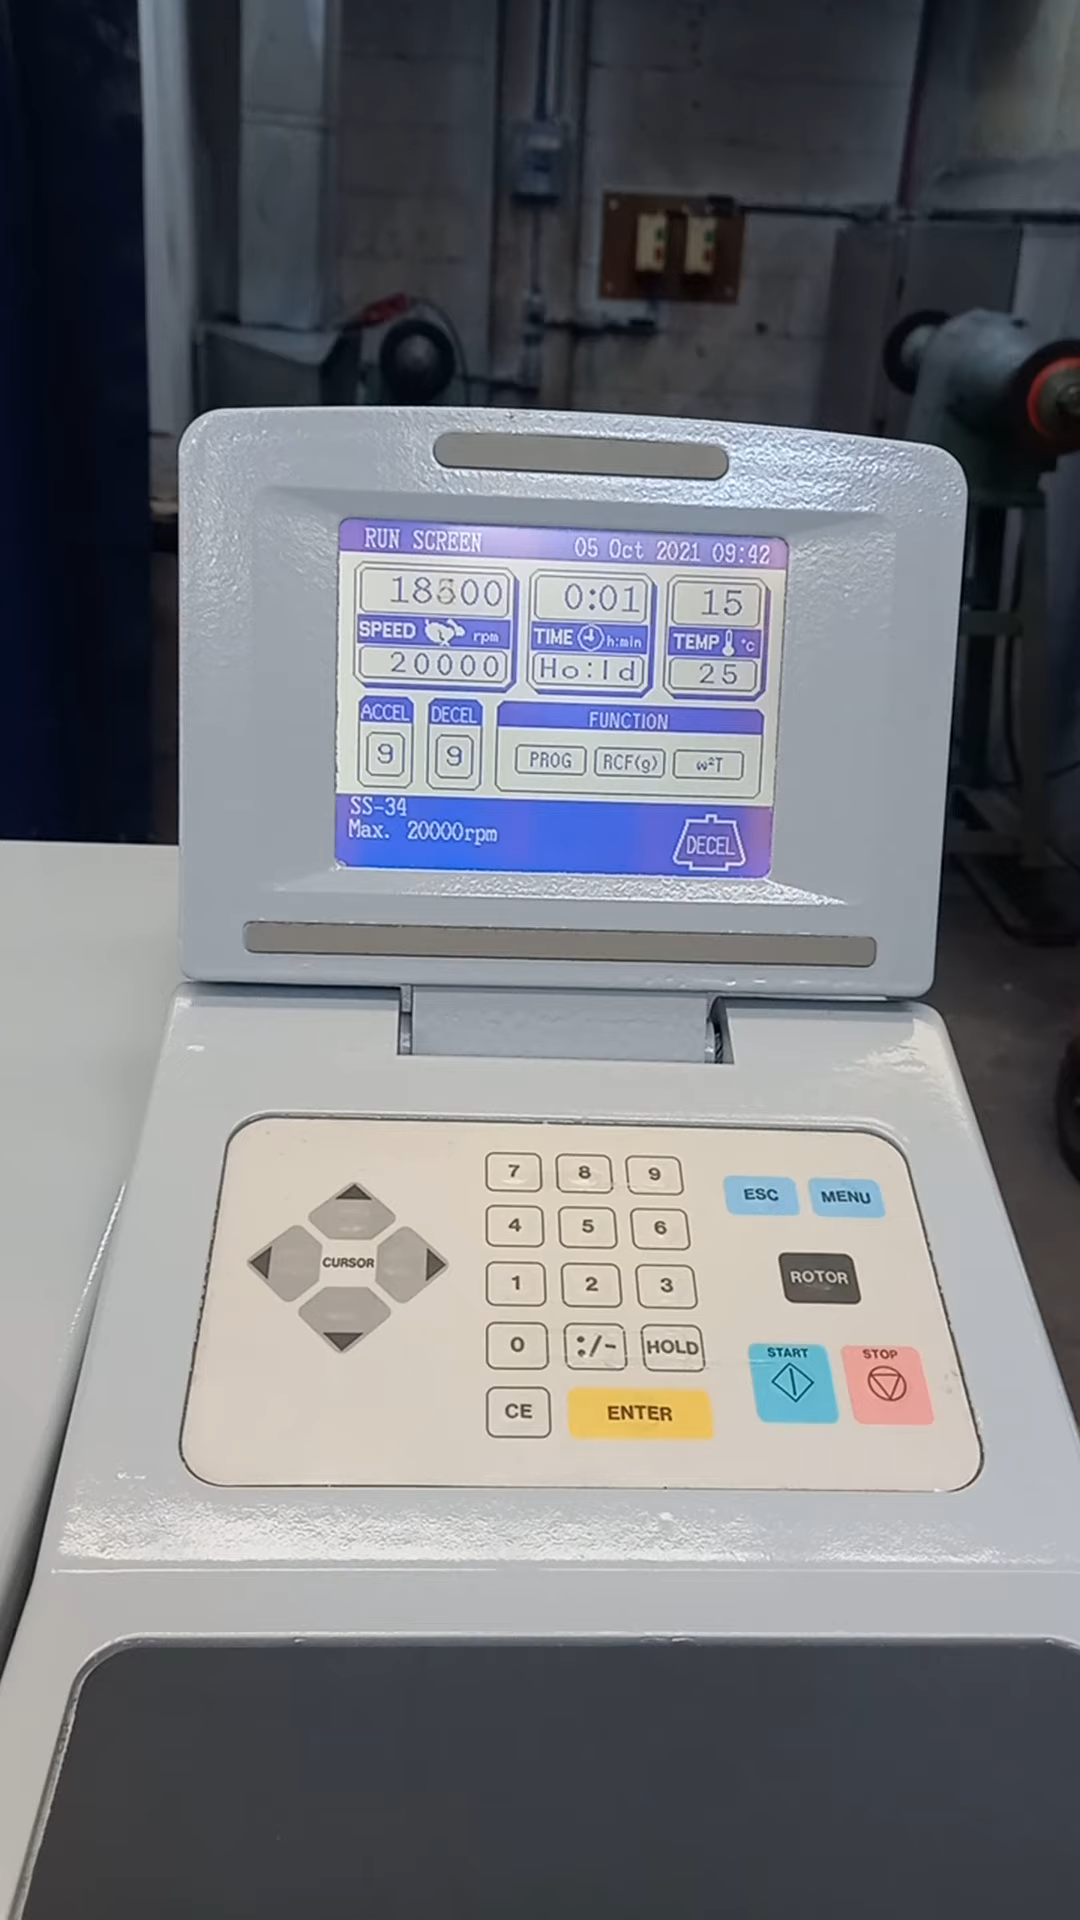 RUN SCREEN 05 Oct 2021 09:42
0:01 15
SPEED rpm TIME h:min TEMP °C
20000 Ho:ld 25
ACCEL DECEL FUNCTION
9 9 PROG RCF(g) ω²T
SS-34
Max. 20000rpm
DECEL
7 8 9
ESC MENU
4 5 6
CURSOR
ROTOR
1 2 3
0 :/- HOLD
START STOP
CE ENTER